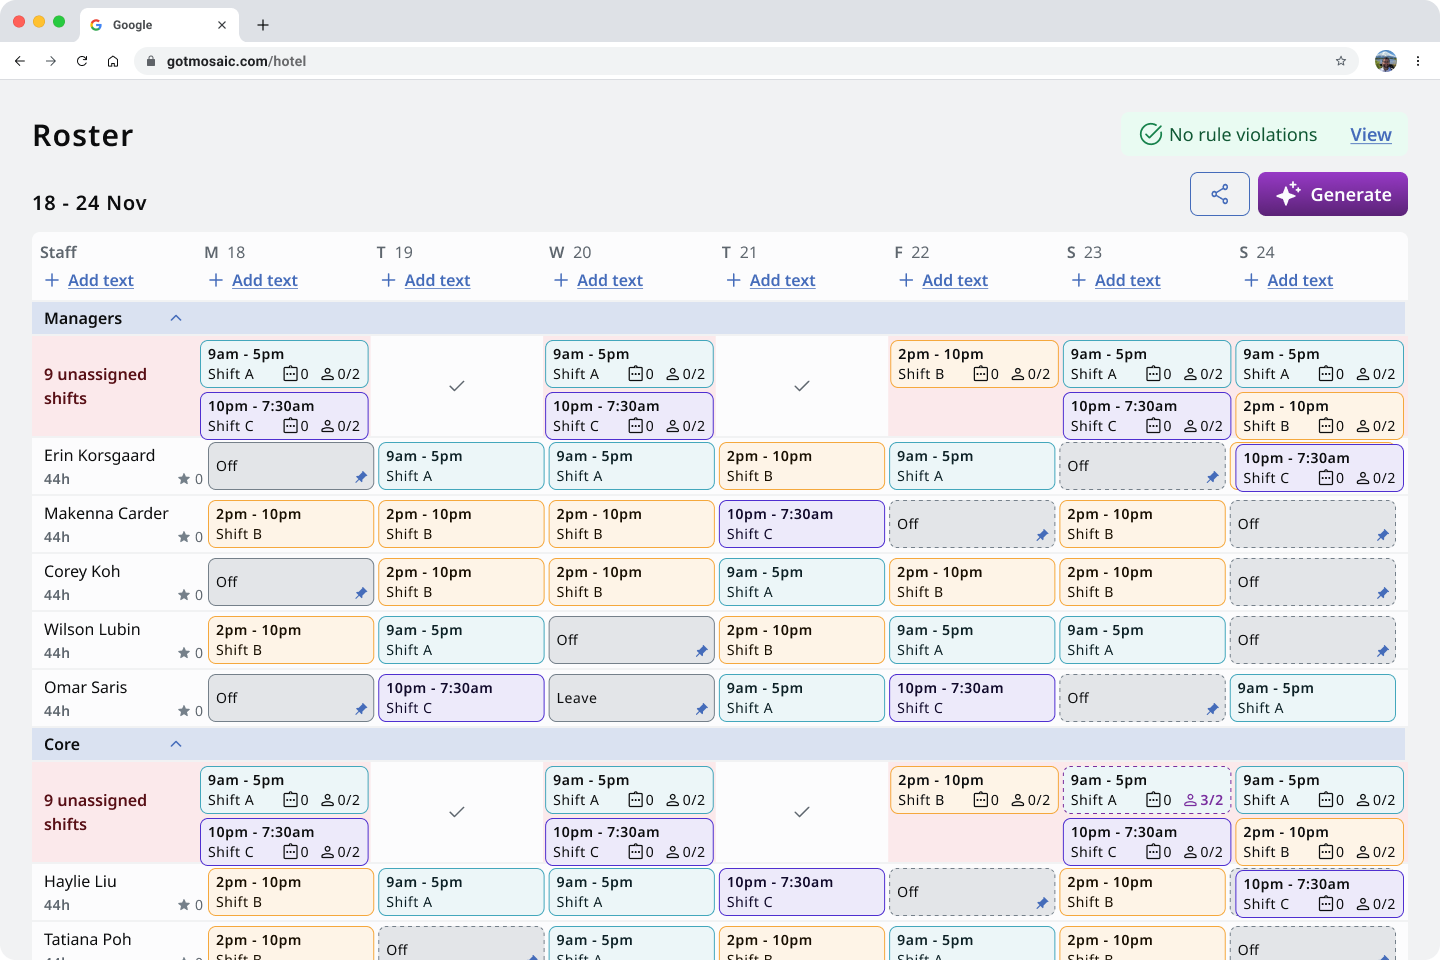 Google
gotmosaic.com/hotel
Roster
No rule violations View
18 - 24 Nov
Generate
Staff M 18 T 19 W 20 T 21 F 22 S 23 S 24
Add text Add text Add text Add text Add text Add text Add text Add text
Managers
9 unassigned shifts
9am - 5pm 9am - 5pm 2pm - 10pm 9am - 5pm 9am - 5pm
Shift A 0 0/2 Shift A 0 0/2 Shift B 0 0/2 Shift A 0 0/2 Shift A 0 0/2
10pm - 7:30am 10pm - 7:30am 10pm - 7:30am 2pm - 10pm
Shift C 0 0/2 Shift C 0 0/2 Shift C 0 0/2 Shift B 0 0/2
10pm - 7:30am
Shift C 0 0/2
Erin Korsgaard Off 9am - 5pm 9am - 5pm 2pm - 10pm 9am - 5pm Off
44h 0 Shift A Shift A Shift B Shift A
Makenna Carder 2pm - 10pm 2pm - 10pm 2pm - 10pm 10pm - 7:30am Off 2pm - 10pm Off
44h 0 Shift B Shift B Shift B Shift C Shift B
Corey Koh Off 2pm - 10pm 2pm - 10pm 9am - 5pm 2pm - 10pm 2pm - 10pm Off
44h 0 Shift B Shift B Shift A Shift B Shift B
Wilson Lubin 2pm - 10pm 9am - 5pm Off 2pm - 10pm 9am - 5pm 9am - 5pm Off
44h 0 Shift B Shift A Shift B Shift A Shift A
Omar Saris Off 10pm - 7:30am Leave 9am - 5pm 10pm - 7:30am Off 9am - 5pm
44h 0 Shift C Shift A Shift C Shift A
Core
9 unassigned shifts
9am - 5pm 9am - 5pm 2pm - 10pm 9am - 5pm 9am - 5pm
Shift A 0 0/2 Shift A 0 0/2 Shift B 0 0/2 Shift A 0 3/2 Shift A 0 0/2
10pm - 7:30am 10pm - 7:30am 10pm - 7:30am 2pm - 10pm
Shift C 0 0/2 Shift C 0 0/2 Shift C 0 0/2 Shift B 0 0/2
10pm - 7:30am
Shift C 0 0/2
Haylie Liu 2pm - 10pm 9am - 5pm 9am - 5pm 10pm - 7:30am Off 2pm - 10pm
44h 0 Shift B Shift A Shift A Shift C Shift B
Tatiana Poh 2pm - 10pm Off 9am - 5pm 2pm - 10pm 9am - 5pm 2pm - 10pm Off